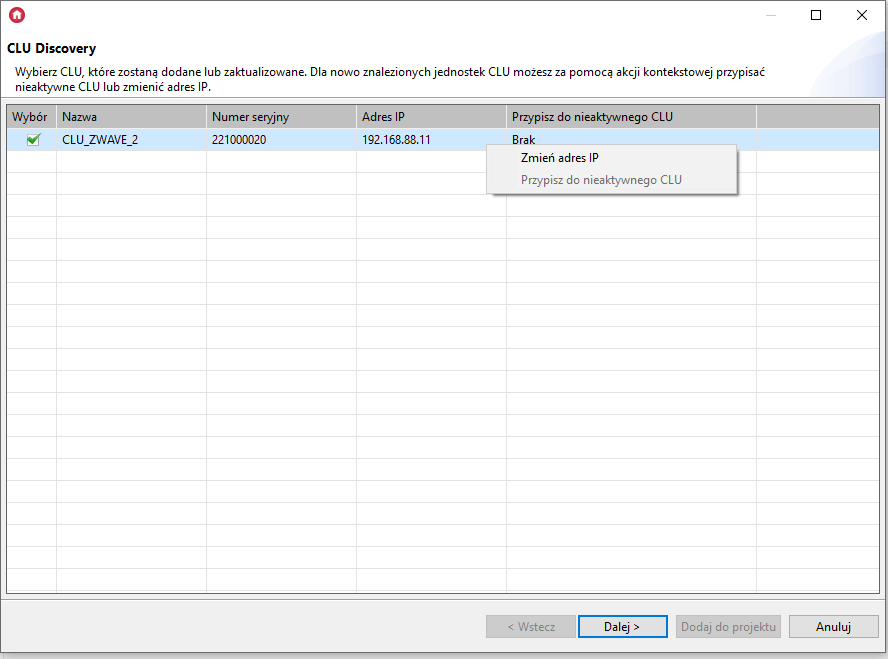 CLU Discovery
Wybierz CLU, które zostaną dodane lub zaktualizowane. Dla nowo znalezionych jednostek CLU możesz za pomocą akcji kontekstowej przypisać
nieaktywne CLU lub zmienić adres IP.
Wybór Nazwa Numer seryjny Adres IP Przypisz do nieaktywnego CLU
CLU_ZWAVE_2 221000020 192.168.88.11 Brak
Zmień adres IP
Przypisz do nieaktywnego CLU
< Wstecz Dalej > Dodaj do projektu Anuluj